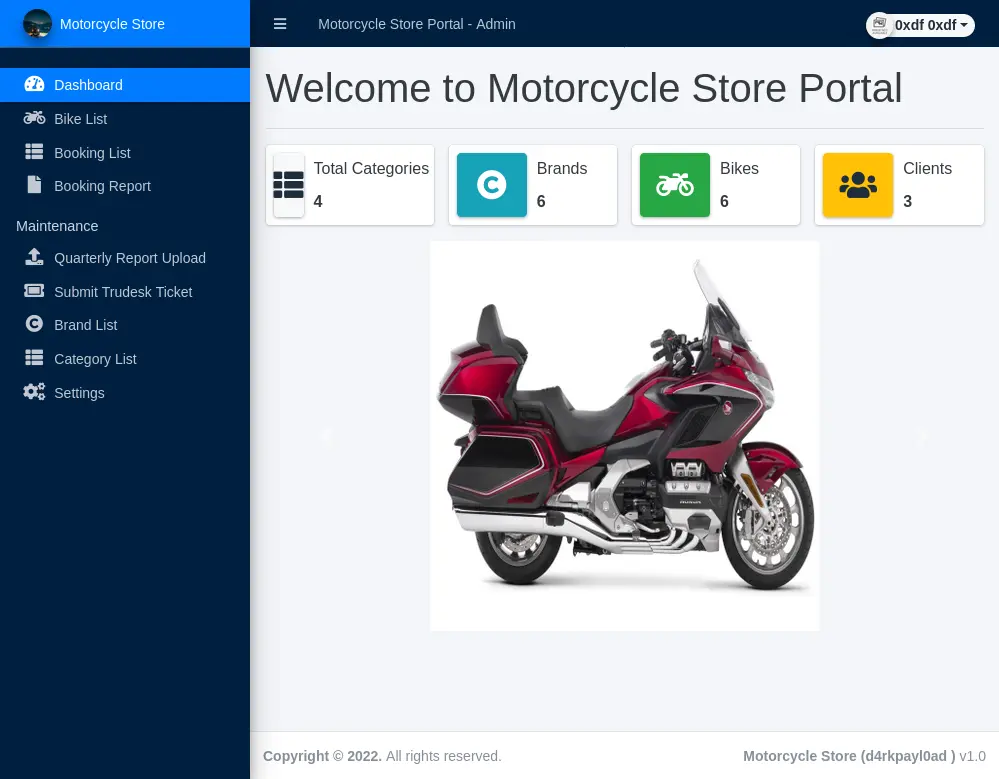 Motorcycle Store
Motorcycle Store Portal - Admin
0xdf 0xdf
Dashboard
Bike List
Booking List
Booking Report
Maintenance
Quarterly Report Upload
Submit Trudesk Ticket
Brand List
Category List
Settings
Welcome to Motorcycle Store Portal
Total Categories
4
Brands
6
Bikes
6
Clients
3
Copyright © 2022. All rights reserved.
Motorcycle Store (d4rkpayl0ad ) v1.0